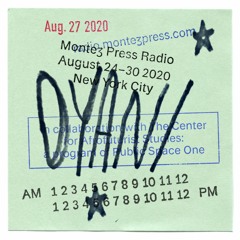 Aug. 27 2020
radio.montezpress.com
Montez Press Radio
August 24-30 2020
New York City
DYANI
In collaboration with The Center
for Afrofuturist Studies:
a program of Public Space One
AM 1 2 3 4 5 6 7 8 9 10 11 12
1 2 3 4 5 6 7 8 9 10 11 12 PM